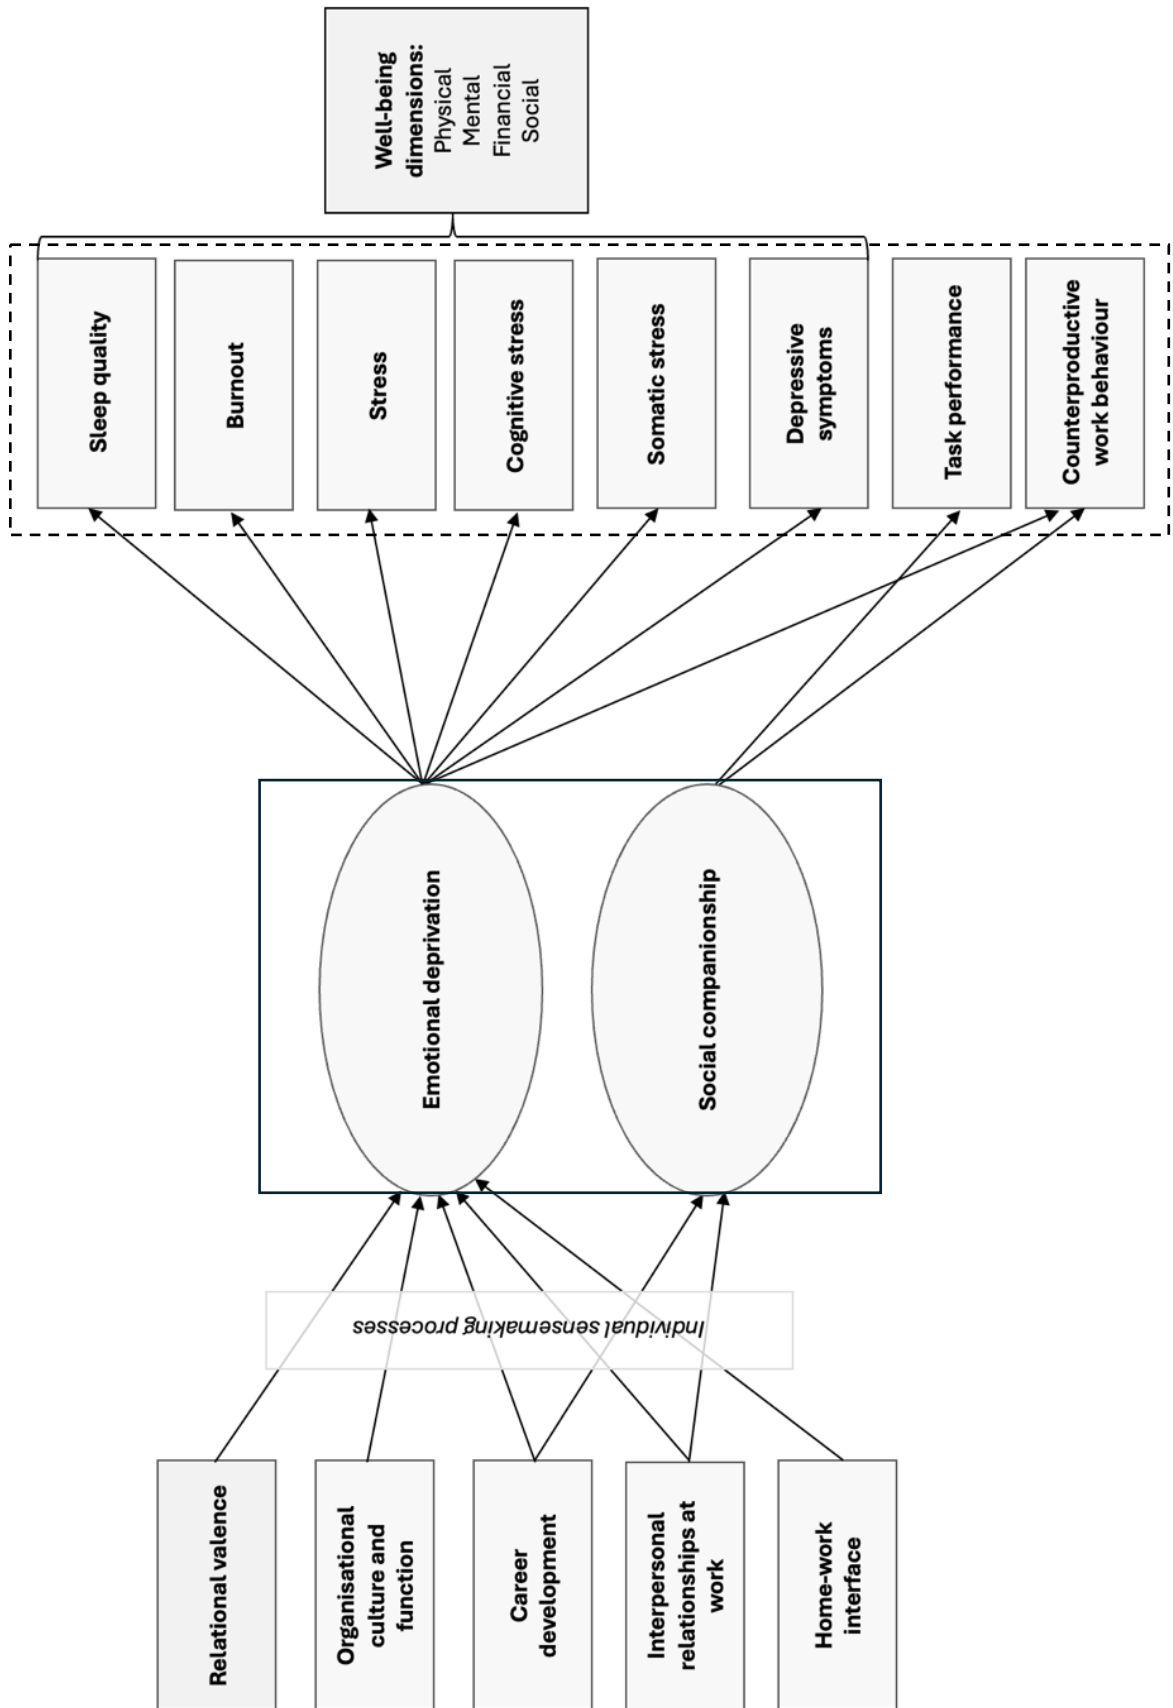 Relational valence
Organisational
culture and
function
Career
development
Interpersonal
relationships at
work
Home-work
interface
Individual sensemaking processes
Emotional deprivation
Social companionship
Sleep quality
Burnout
Stress
Cognitive stress
Somatic stress
Depressive
symptoms
Task performance
Counterproductive
work behaviour
Well-being
dimensions:
Physical
Mental
Financial
Social